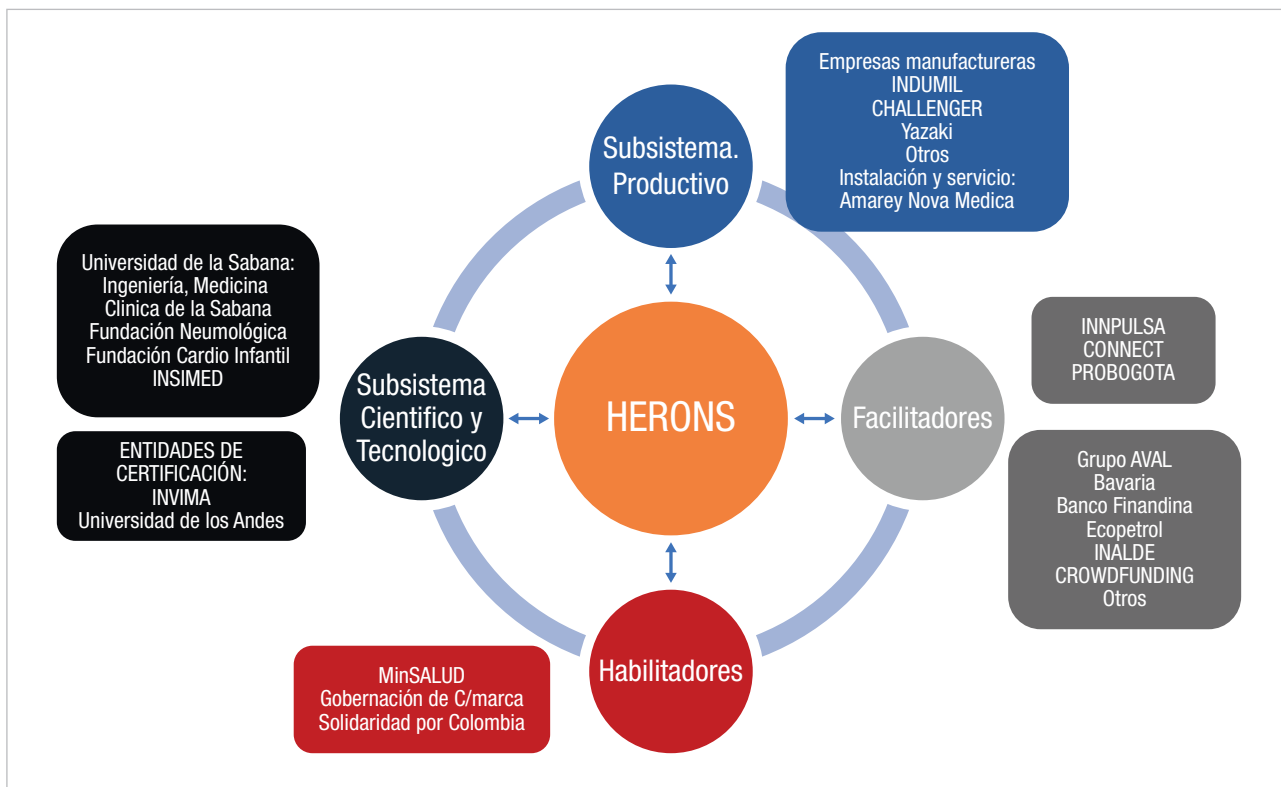 Empresas manufactureras
INDUMIL
CHALLENGER
Yazaki
Otros
Instalación y servicio:
Amarey Nova Medica
Subsistema.
Productivo
Universidad de la Sabana:
Ingeniería, Medicina
Clinica de la Sabana
Fundación Neumológica
Fundación Cardio Infantil
INSIMED
ENTIDADES DE
CERTIFICACIÓN:
INVIMA
Universidad de los Andes
Subsistema
Cientifico y
Tecnologico
HERONS
Facilitadores
INNPULSA
CONNECT
PROBOGOTA
Grupo AVAL
Bavaria
Banco Finandina
Ecopetrol
INALDE
CROWDFUNDING
Otros
Habilitadores
MinSALUD
Gobernación de C/marca
Solidaridad por Colombia